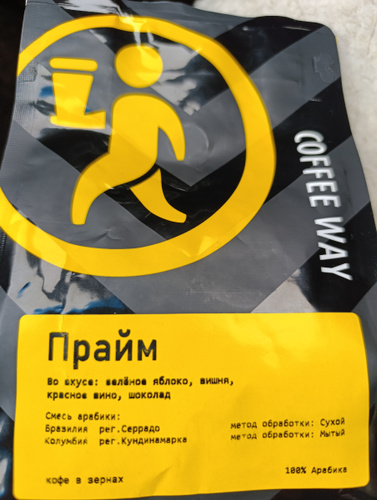 COFFEE WAY
Прайм
Во вкусе: зелёное яблоко, вишня,
красное вино, шоколад
Смесь арабики:
Бразилия рег.Серрадо метод обработки: Сухой
Колумбия рег.Кундинамарка метод обработки: Мытый
кофе в зернах 100% Арабика